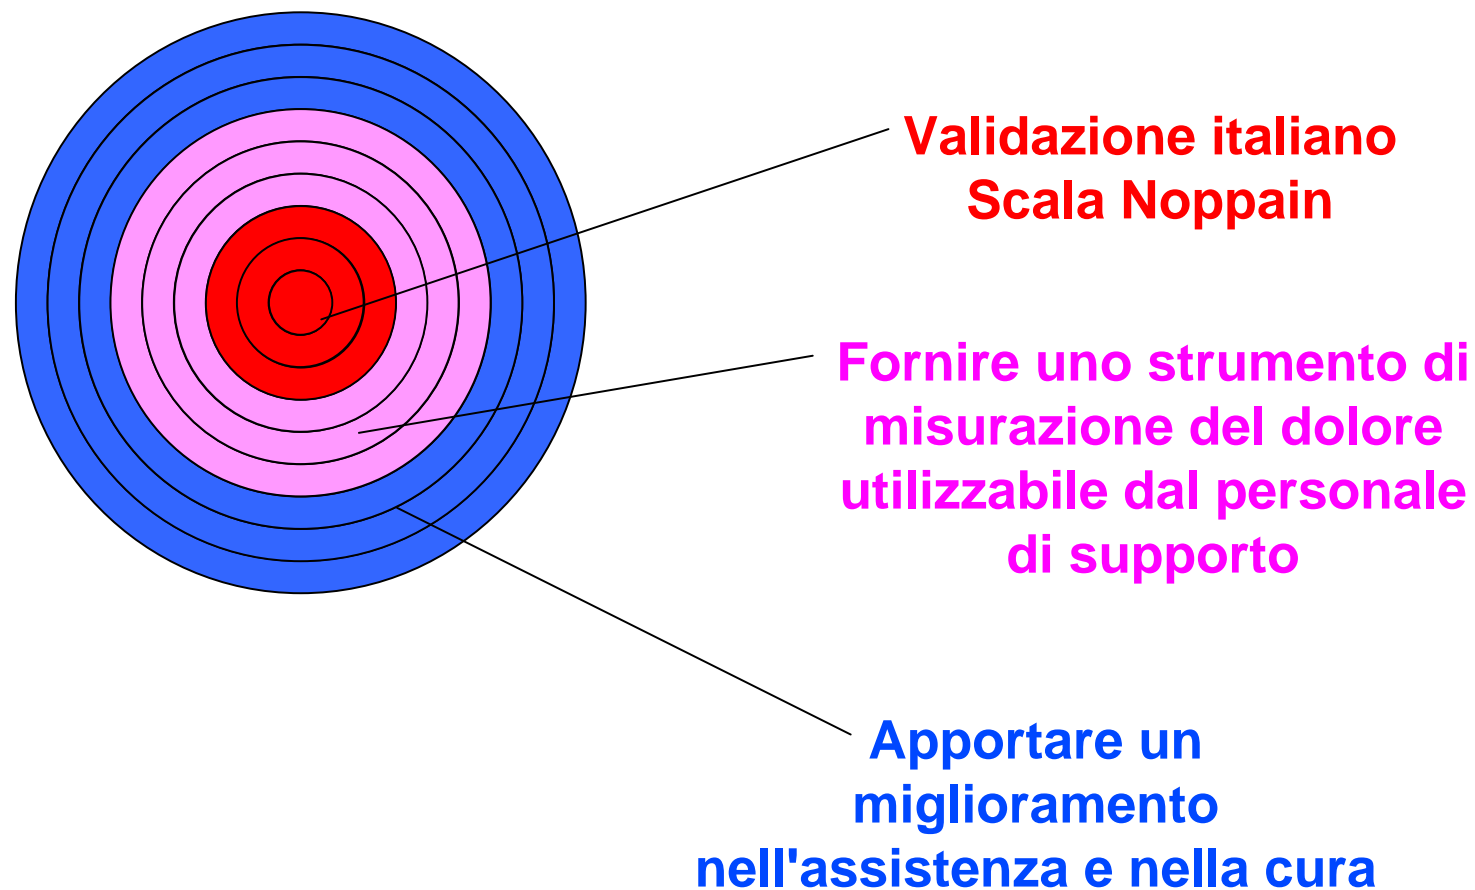 Validazione italiano
Scala Noppain
Fornire uno strumento di
misurazione del dolore
utilizzabile dal personale
di supporto
Apportare un
miglioramento
nell'assistenza e nella cura